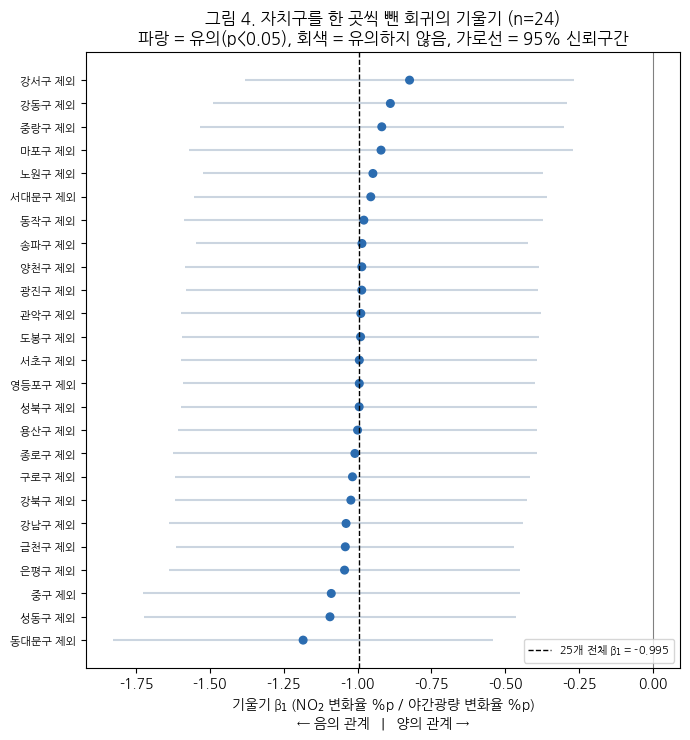 그림 4. 자치구를 한 곳씩 뺀 회귀의 기울기 (n=24)
파랑 = 유의(p<0.05), 회색 = 유의하지 않음, 가로선 = 95% 신뢰구간
강서구 제외
강동구 제외
중랑구 제외
마포구 제외
노원구 제외
서대문구 제외
동작구 제외
송파구 제외
양천구 제외
광진구 제외
관악구 제외
도봉구 제외
서초구 제외
영등포구 제외
성북구 제외
용산구 제외
종로구 제외
구로구 제외
강북구 제외
강남구 제외
금천구 제외
은평구 제외
중구 제외
성동구 제외
동대문구 제외
25개 전체 β₁ = -0.995
-1.75 -1.50 -1.25 -1.00 -0.75 -0.50 -0.25 0.00
기울기 β₁ (NO₂ 변화율 %p / 야간광량 변화율 %p)
← 음의 관계 | 양의 관계 →